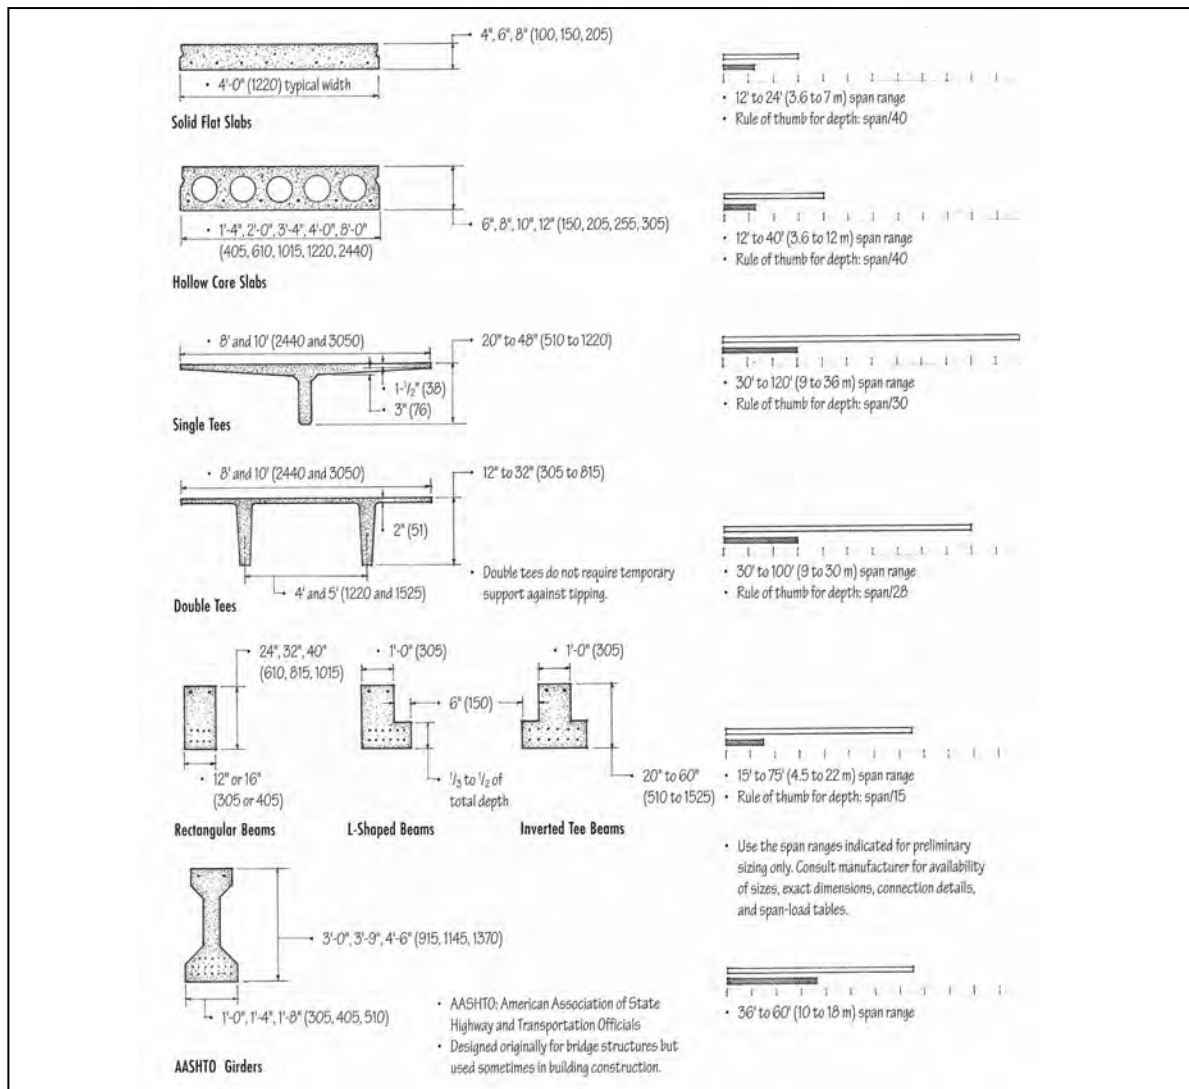 • 4", 6", 8" (100, 150, 205)
• 4'-0" (1220) typical width
Solid Flat Slabs
• 12' to 24' (3.6 to 7 m) span range
• Rule of thumb for depth: span/40
• 6", 8", 10", 12" (150, 205, 255, 305)
• 1'-4", 2'-0", 3'-4", 4'-0", 8'-0"
(405, 610, 1015, 1220, 2440)
Hollow Core Slabs
• 12' to 40' (3.6 to 12 m) span range
• Rule of thumb for depth: span/40
• 8' and 10' (2440 and 3050)
• 20" to 48" (510 to 1220)
• 1-1/2" (38)
• 3" (76)
Single Tees
• 30' to 120' (9 to 36 m) span range
• Rule of thumb for depth: span/30
• 8' and 10' (2440 and 3050)
• 12" to 32" (305 to 815)
• 2" (51)
• 4' and 5' (1220 and 1525)
• Double tees do not require temporary
support against tipping.
Double Tees
• 30' to 100' (9 to 30 m) span range
• Rule of thumb for depth: span/28
• 24", 32", 40"
(610, 815, 1015)
• 12" or 16"
(305 or 405)
Rectangular Beams
• 1'-0" (305)
• 6" (150)
• 1/3 to 1/2 of
total depth
L-Shaped Beams
• 1'-0" (305)
• 20" to 60"
(510 to 1525)
Inverted Tee Beams
• 15' to 75' (4.5 to 22 m) span range
• Rule of thumb for depth: span/15
• Use the span ranges indicated for preliminary
sizing only. Consult manufacturer for availability
of sizes, exact dimensions, connection details,
and span-load tables.
• 3'-0", 3'-9", 4'-6" (915, 1145, 1370)
• 1'-0", 1'-4", 1'-8" (305, 405, 510)
AASHTO Girders
• AASHTO: American Association of State
Highway and Transportation Officials
• Designed originally for bridge structures but
used sometimes in building construction.
• 36' to 60' (10 to 18 m) span range